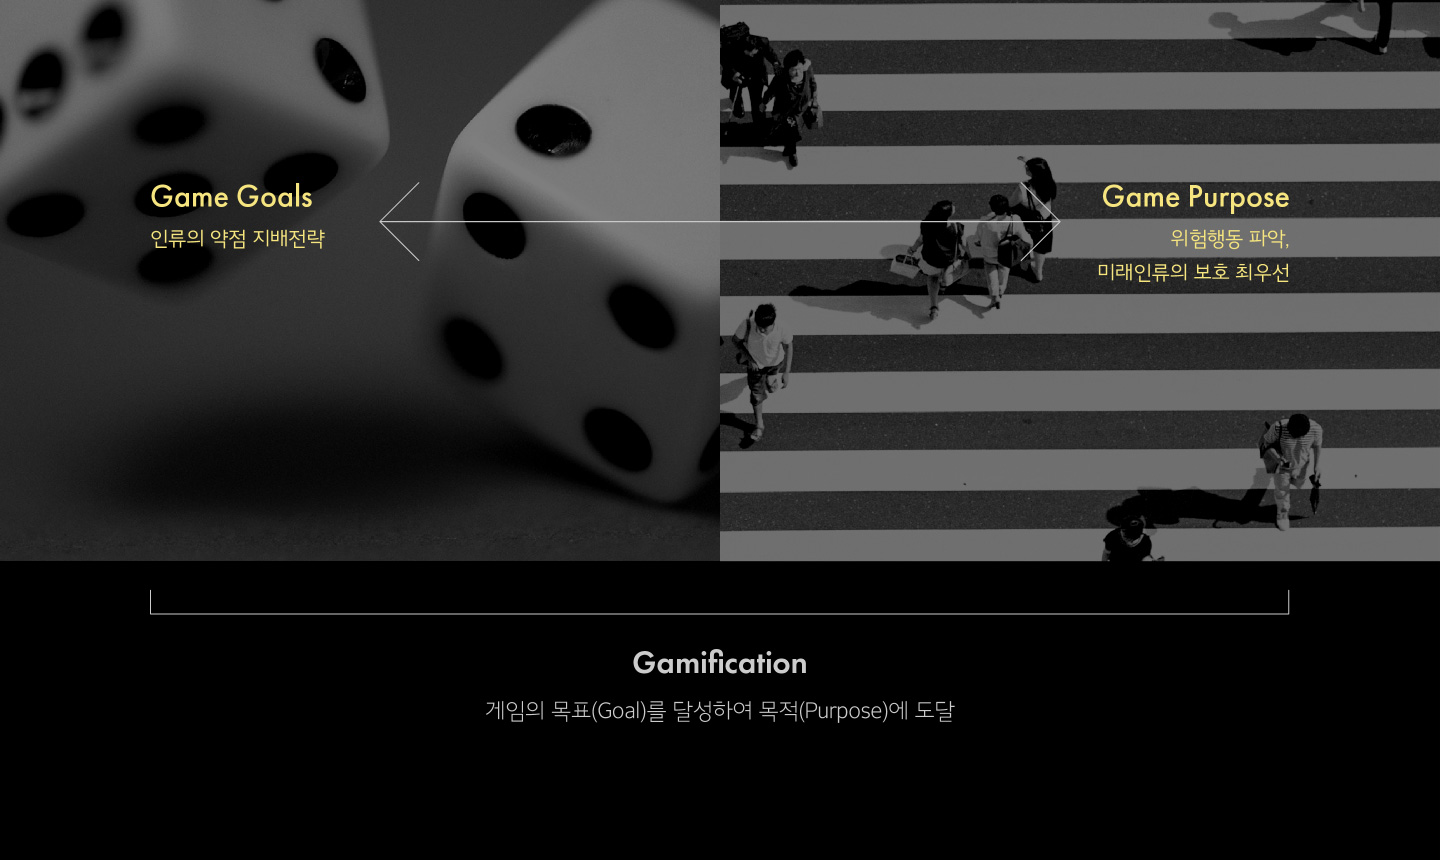 Game Goals
인류의 약점 지배전략
Game Purpose
위험행동 파악,
미래인류의 보호 최우선
Gamification
게임의 목표(Goal)를 달성하여 목적(Purpose)에 도달